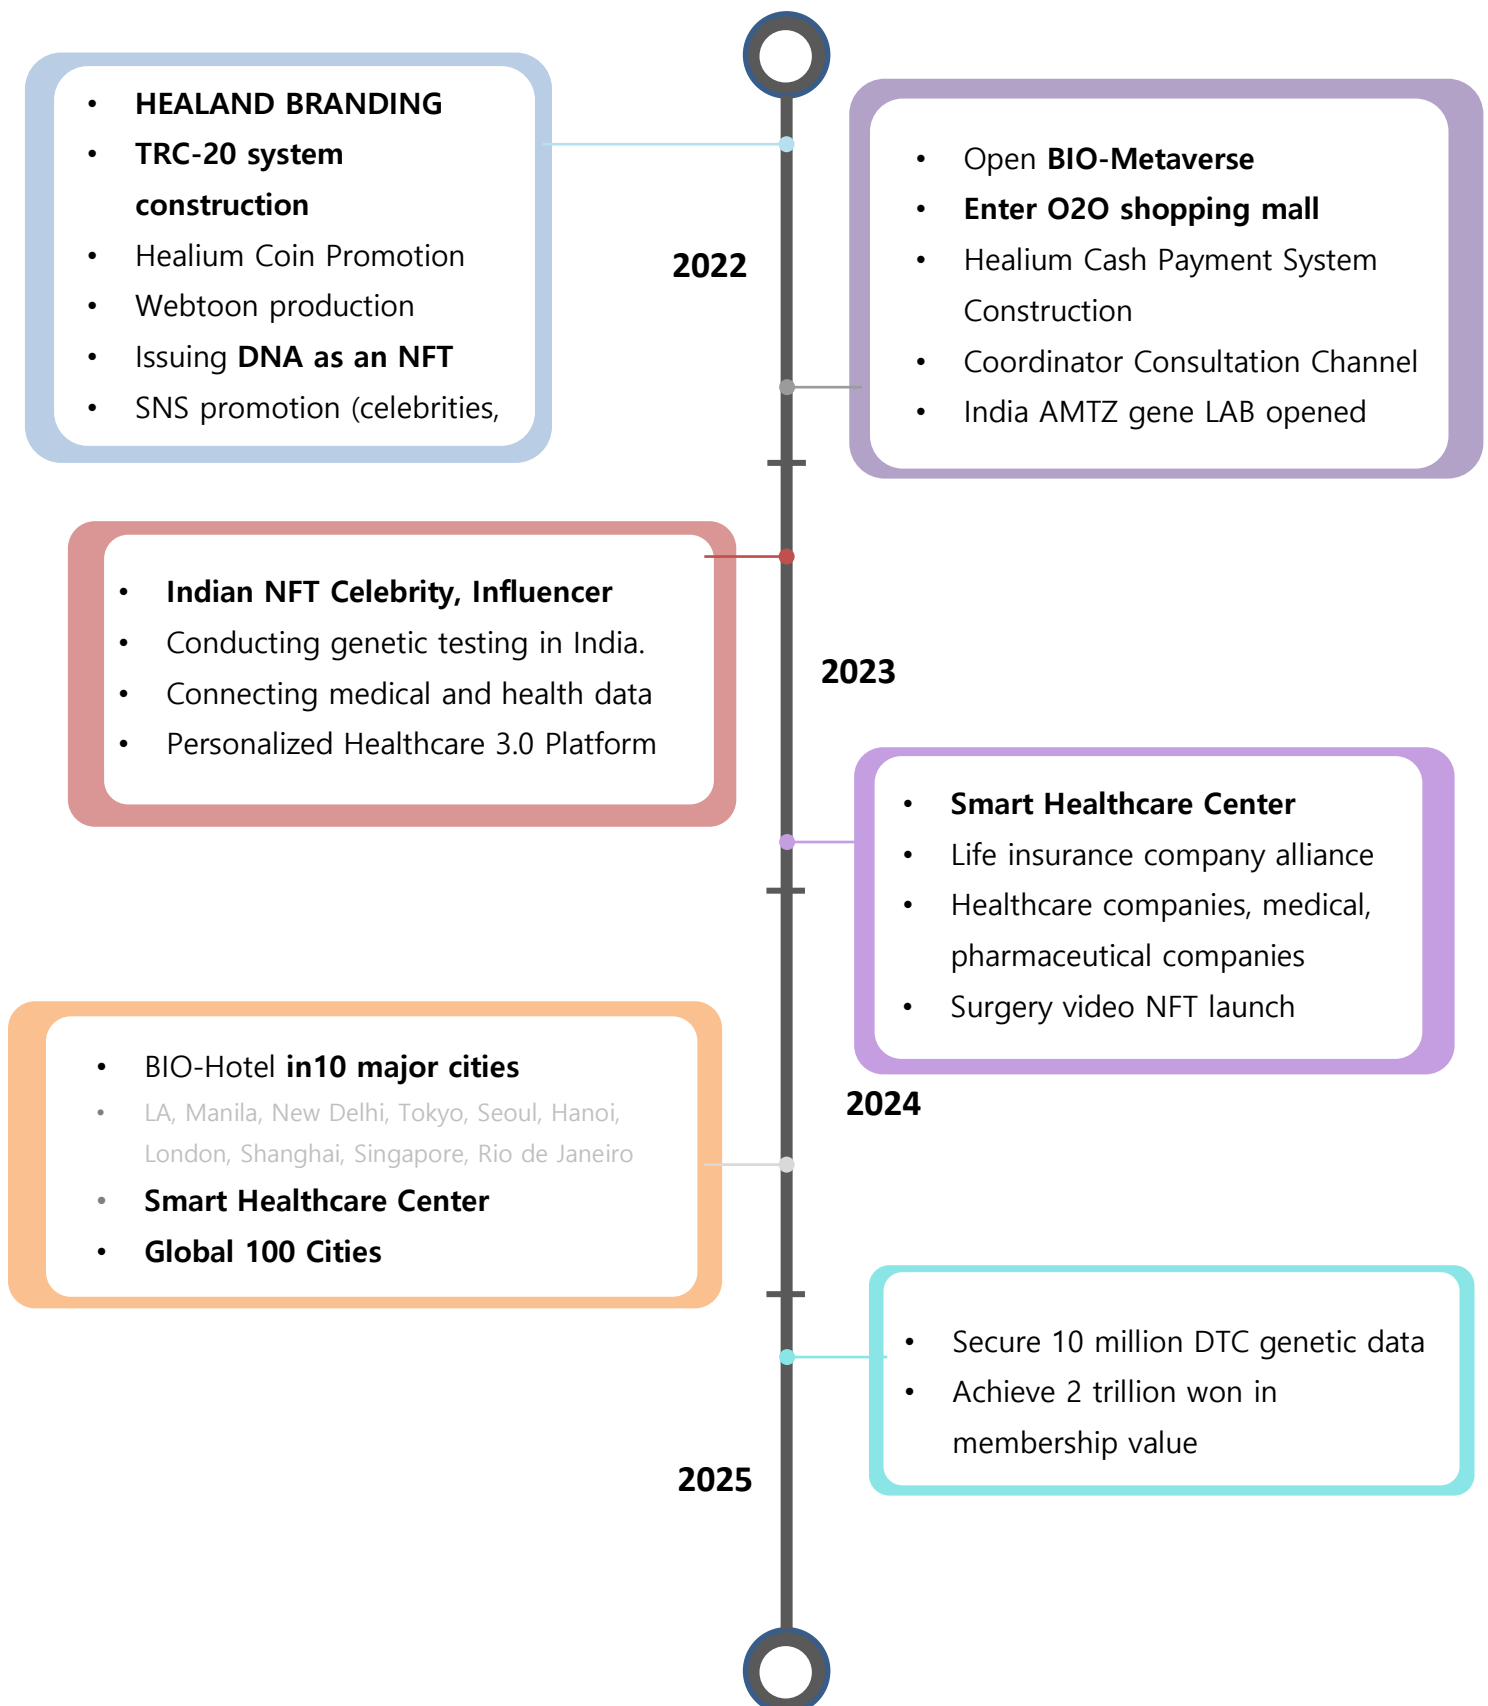 • HEALAND BRANDING
• TRC-20 system
construction
• Healium Coin Promotion
• Webtoon production
• Issuing DNA as an NFT
• SNS promotion (celebrities,
2022
• Open BIO-Metaverse
• Enter O2O shopping mall
• Healium Cash Payment System
Construction
• Coordinator Consultation Channel
• India AMTZ gene LAB opened
• Indian NFT Celebrity, Influencer
• Conducting genetic testing in India.
• Connecting medical and health data
• Personalized Healthcare 3.0 Platform
2023
• Smart Healthcare Center
• Life insurance company alliance
• Healthcare companies, medical,
pharmaceutical companies
• Surgery video NFT launch
• BIO-Hotel in10 major cities
• LA, Manila, New Delhi, Tokyo, Seoul, Hanoi,
London, Shanghai, Singapore, Rio de Janeiro
• Smart Healthcare Center
• Global 100 Cities
2024
• Secure 10 million DTC genetic data
• Achieve 2 trillion won in
membership value
2025